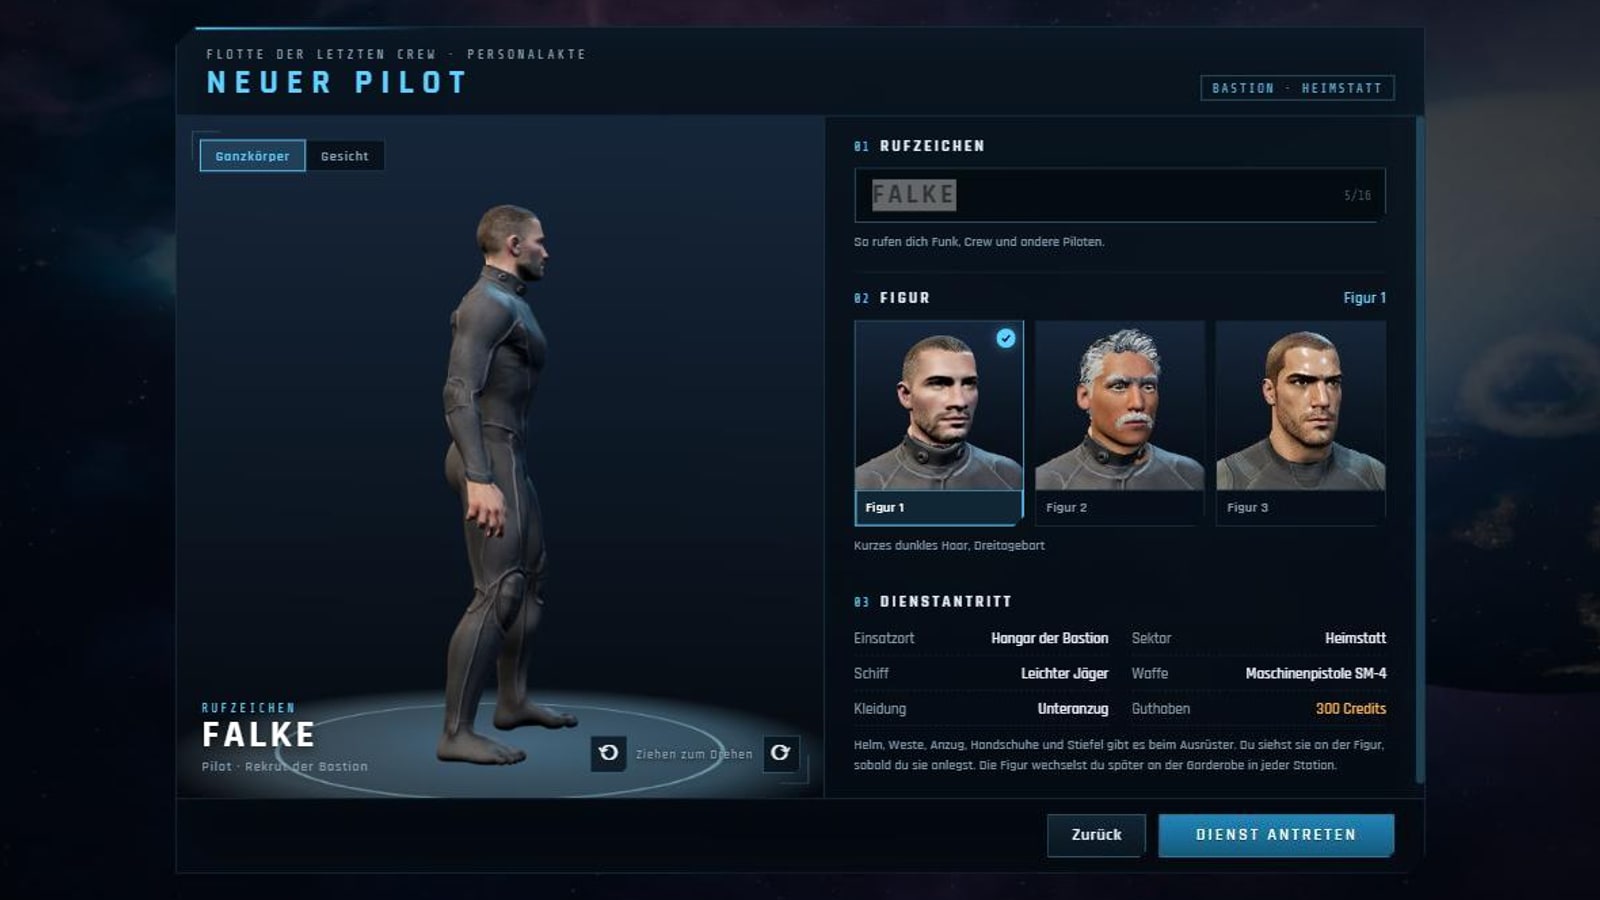 FLOTTE DER LETZTEN CREW · PERSONALAKTE
NEUER PILOT
BASTION · HEIMSTATT
Ganzkörper
Gesicht
RUFZEICHEN
FALKE
Pilot · Rekrut der Bastion
Ziehen zum Drehen
01 RUFZEICHEN
FALKE
5/16
So rufen dich Funk, Crew und andere Piloten.
02 FIGUR
Figur 1
Figur 1
Figur 2
Figur 3
Kurzes dunkles Haar, Dreitagebart
03 DIENSTANTRITT
Einsatzort Hangar der Bastion
Sektor Heimstatt
Schiff Leichter Jäger
Waffe Maschinenpistole SM-4
Kleidung Unteranzug
Guthaben 300 Credits
Helm, Weste, Anzug, Handschuhe und Stiefel gibt es beim Ausrüster. Du siehst sie an der Figur,
sobald du sie anlegst. Die Figur wechselst du später an der Garderobe in jeder Station.
Zurück
DIENST ANTRETEN